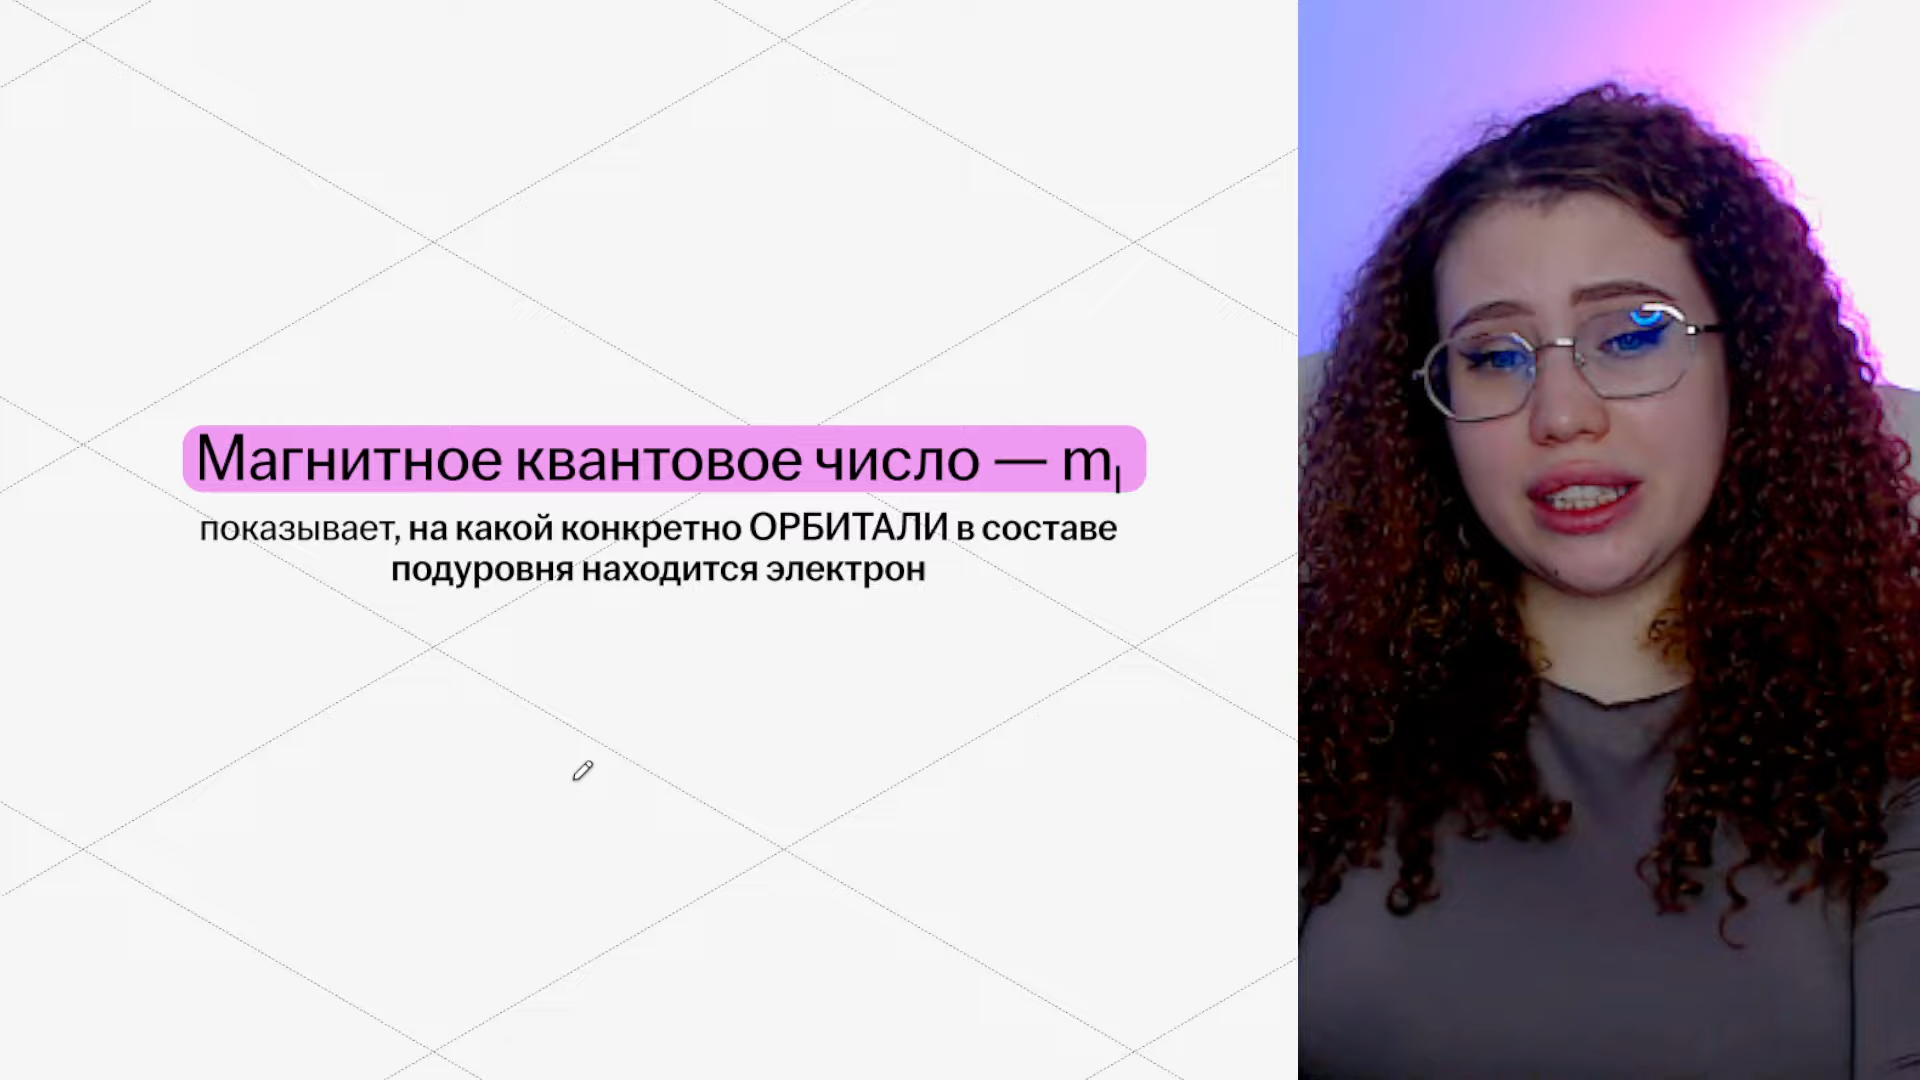 Магнитное квантовое число — mₗ
показывает, на какой конкретно ОРБИТАЛИ в составе
подуровня находится электрон